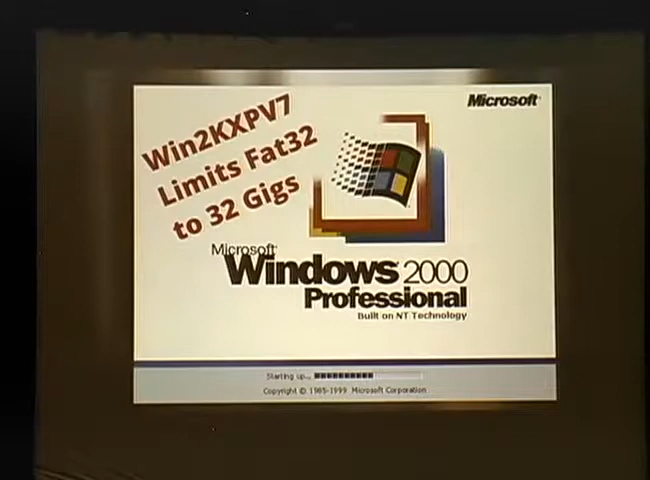 Win2KXPV7
Limits Fat32
to 32 Gigs
Microsoft
Microsoft
Windows 2000
Professional
Built on NT Technology
Starting up...
Copyright © 1985-1999 Microsoft Corporation